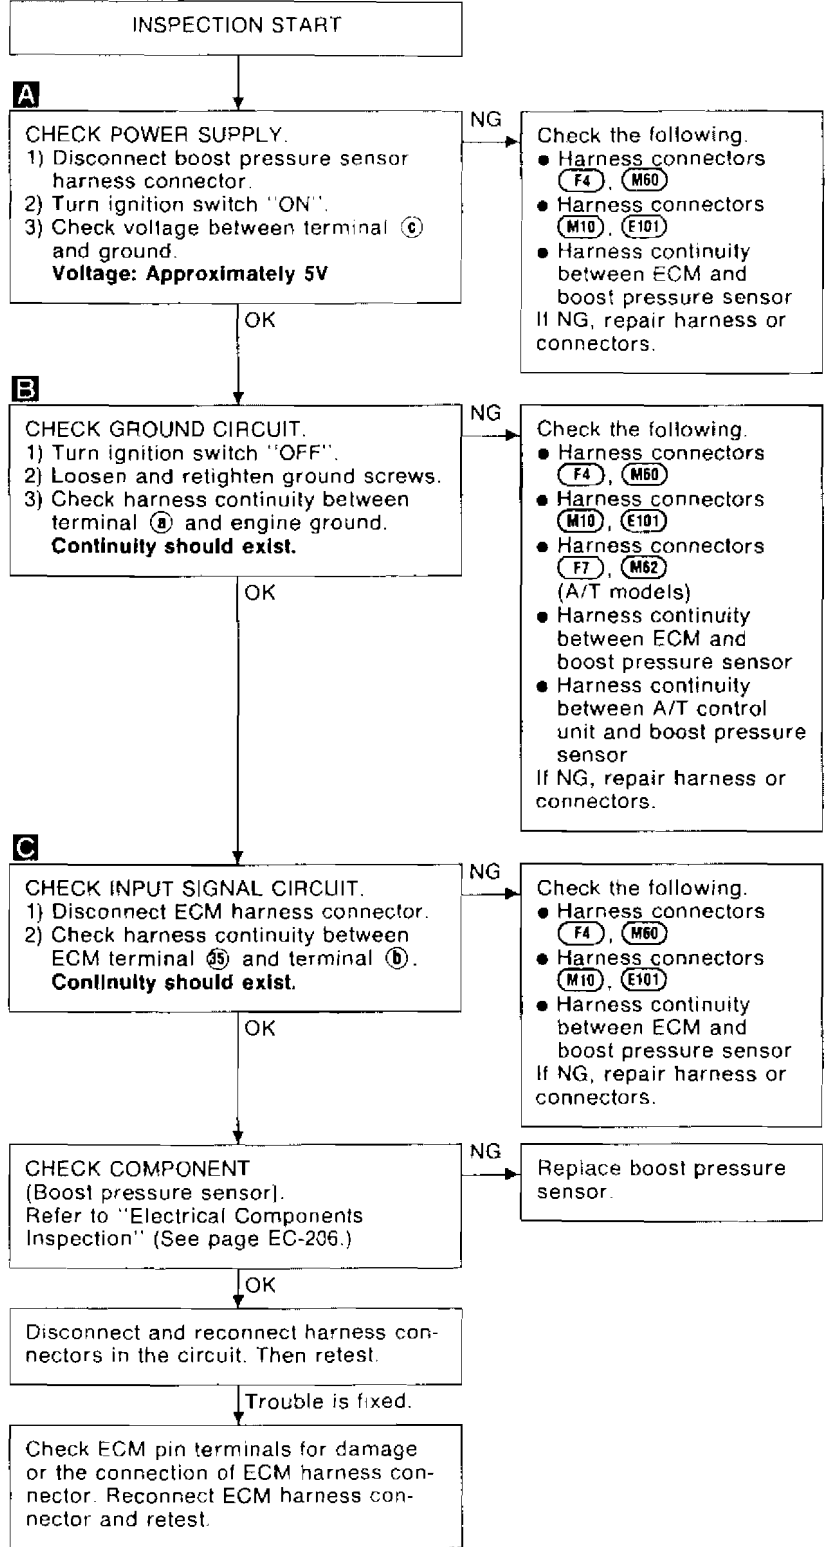 INSPECTION START
A
CHECK POWER SUPPLY.
1) Disconnect boost pressure sensor
harness connector.
2) Turn ignition switch "ON".
3) Check voltage between terminal ⓒ
and ground.
Voltage: Approximately 5V
NG
Check the following.
● Harness connectors
F4, M60
● Harness connectors
M10, E101
● Harness continuity
between ECM and
boost pressure sensor
If NG, repair harness or
connectors.
OK
B
CHECK GROUND CIRCUIT.
1) Turn ignition switch "OFF".
2) Loosen and retighten ground screws.
3) Check harness continuity between
terminal ⓐ and engine ground.
Continuity should exist.
NG
Check the following.
● Harness connectors
F4, M60
● Harness connectors
M10, E101
● Harness connectors
F7, M62
(A/T models)
● Harness continuity
between ECM and
boost pressure sensor
● Harness continuity
between A/T control
unit and boost pressure
sensor
If NG, repair harness or
connectors.
OK
C
CHECK INPUT SIGNAL CIRCUIT.
1) Disconnect ECM harness connector.
2) Check harness continuity between
ECM terminal ㉟ and terminal ⓑ.
Continuity should exist.
NG
Check the following.
● Harness connectors
F4, M60
● Harness connectors
M10, E101
● Harness continuity
between ECM and
boost pressure sensor
If NG, repair harness or
connectors.
OK
CHECK COMPONENT
(Boost pressure sensor).
Refer to "Electrical Components
Inspection" (See page EC-206.)
NG
Replace boost pressure
sensor.
OK
Disconnect and reconnect harness con-
nectors in the circuit. Then retest.
Trouble is fixed.
Check ECM pin terminals for damage
or the connection of ECM harness con-
nector. Reconnect ECM harness con-
nector and retest.